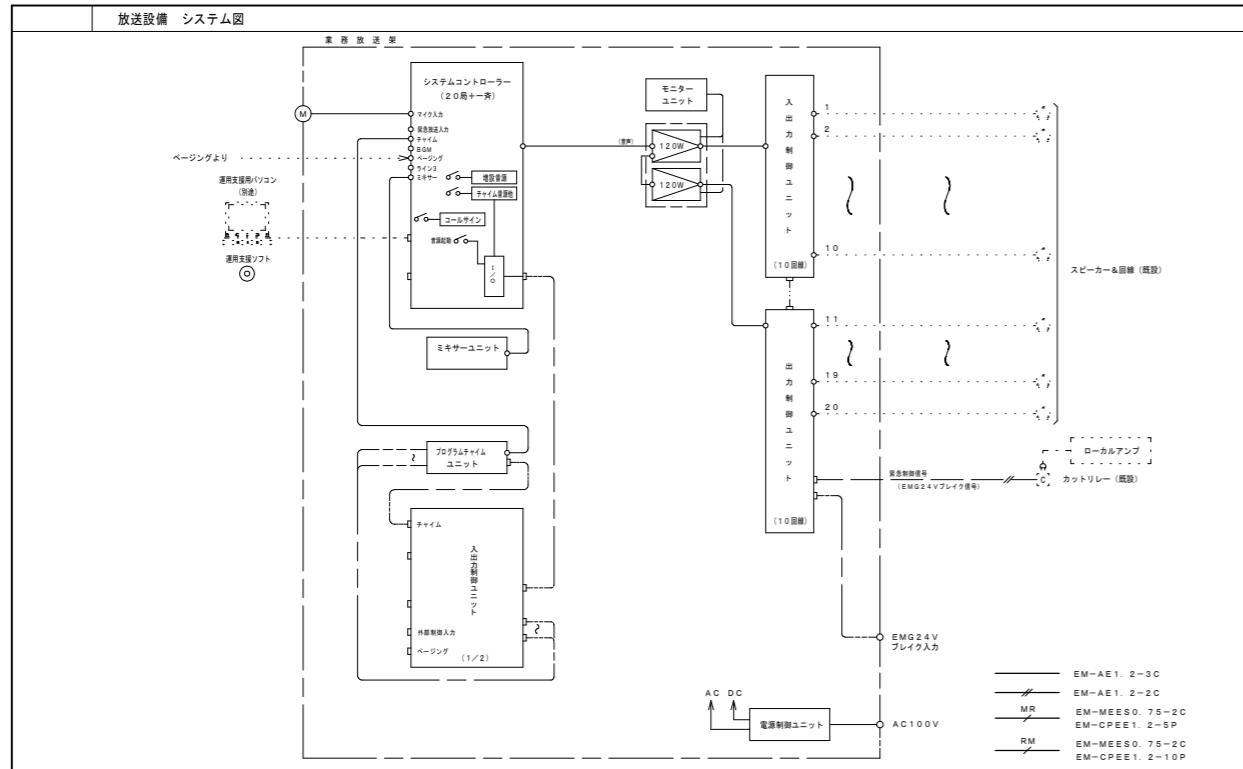 放送設備 システム図
業務放送架
システムコントローラー
(20局+一斉)
M
マイク入力
緊急放送入力
チャイム
BGM
ページング
ライン3
ミキサー
ページングより
運用支援用パソコン
(別途)
運用支援ソフト
増設音源
チャイム音源他
コールサイン
音源起動
I/O
ミキサーユニット
プログラムチャイム
ユニット
チャイム
入出力制御ユニット
外部制御入力
ページング
(1/2)
モニター
ユニット
(音声)
120W
120W
入出力制御ユニット
(10回線)
1
2
10
出力制御ユニット
(10回線)
11
19
20
スピーカー&回線(既設)
ローカルアンプ
緊急制御信号
(EMG24Vブレイク信号)
C
カットリレー(既設)
EMG24V
ブレイク入力
AC DC
電源制御ユニット
AC100V
EM-AE1.2-3C
EM-AE1.2-2C
MR
EM-MEES0.75-2C
EM-CPEE1.2-5P
RM
EM-MEES0.75-2C
EM-CPEE1.2-10P